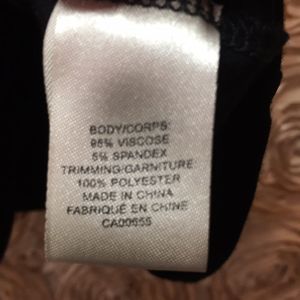 BODY/CORPS:
95% VISCOSE
5% SPANDEX
TRIMMING/GARNITURE:
100% POLYESTER
MADE IN CHINA
FABRIQUÉ EN CHINE
CA00655